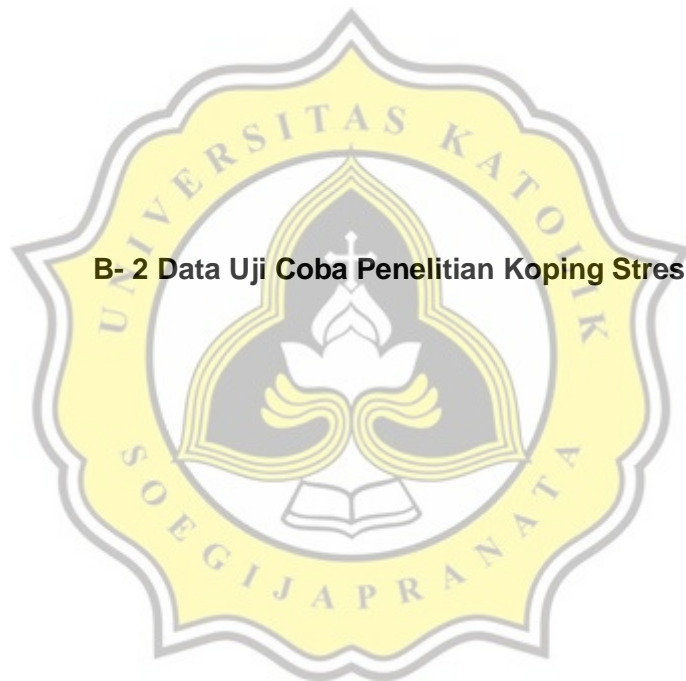 UNIVERSITAS KATOLIK
B- 2 Data Uji Coba Penelitian Koping Stres
SOEGIJAPRANATA